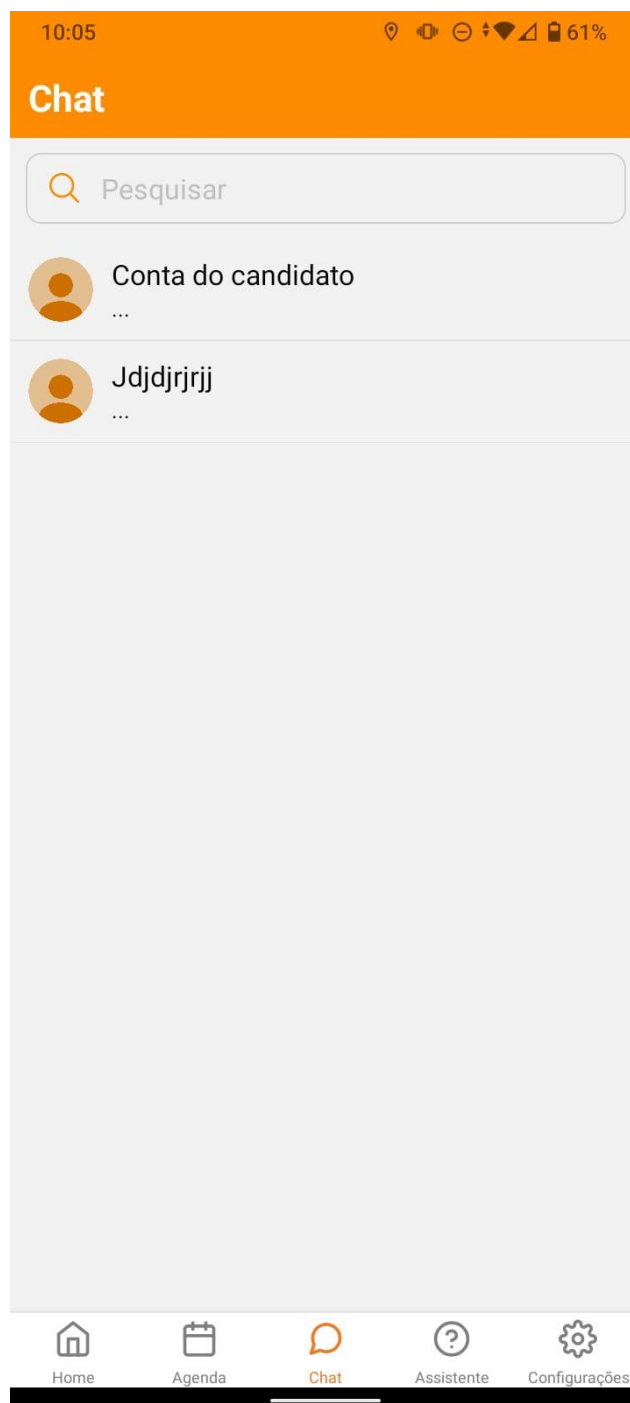 10:05
61%
Chat
Pesquisar
Conta do candidato
...
Jdjdjrjrjj
...
Home Agenda Chat Assistente Configurações